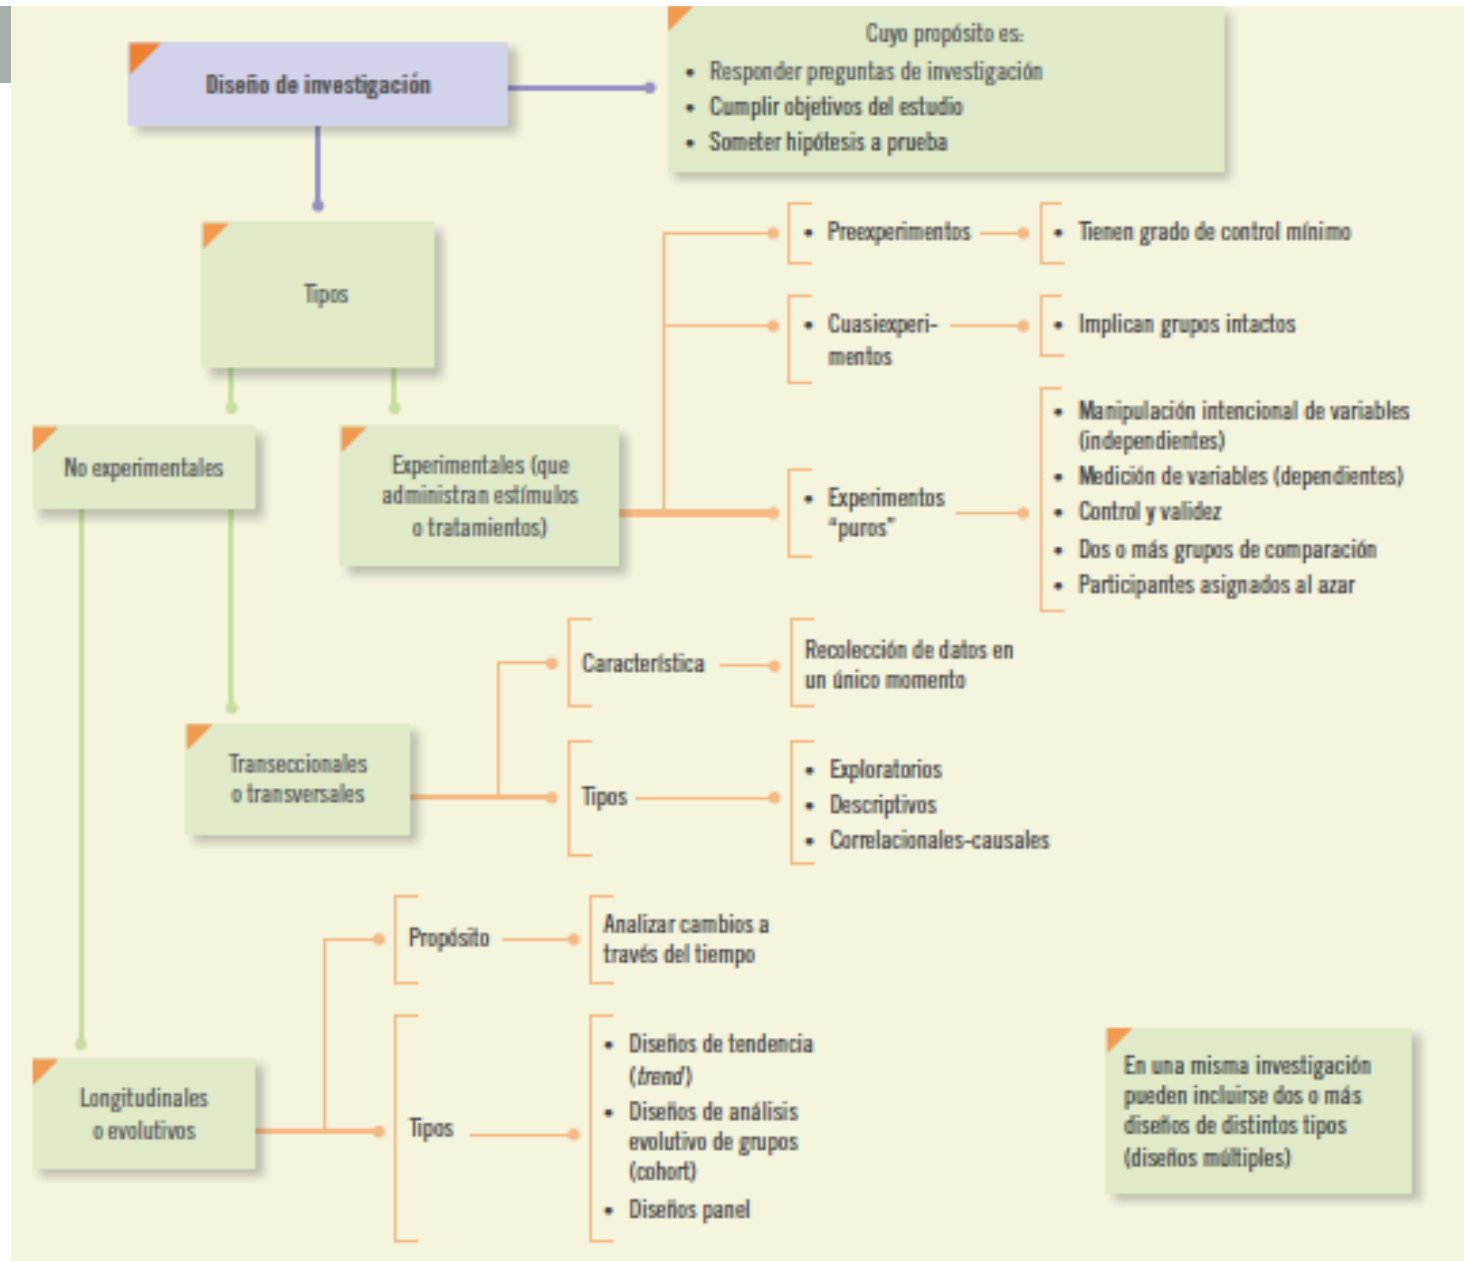 Diseño de investigación
Cuyo propósito es:
• Responder preguntas de investigación
• Cumplir objetivos del estudio
• Someter hipótesis a prueba
Tipos
No experimentales
Experimentales (que
administran estímulos
o tratamientos)
• Preexperimentos
• Tienen grado de control mínimo
• Cuasiexperi-
mentos
• Implican grupos intactos
• Experimentos
“puros”
• Manipulación intencional de variables
(independientes)
• Medición de variables (dependientes)
• Control y validez
• Dos o más grupos de comparación
• Participantes asignados al azar
Transeccionales
o transversales
Característica
Recolección de datos en
un único momento
Tipos
• Exploratorios
• Descriptivos
• Correlacionales-causales
Longitudinales
o evolutivos
Propósito
Analizar cambios a
través del tiempo
Tipos
• Diseños de tendencia
(trend)
• Diseños de análisis
evolutivo de grupos
(cohort)
• Diseños panel
En una misma investigación
pueden incluirse dos o más
diseños de distintos tipos
(diseños múltiples)